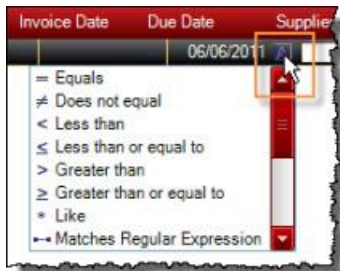 Invoice Date Due Date Supplie
06/06/2011
= Equals
≠ Does not equal
< Less than
≤ Less than or equal to
> Greater than
≥ Greater than or equal to
* Like
Matches Regular Expression